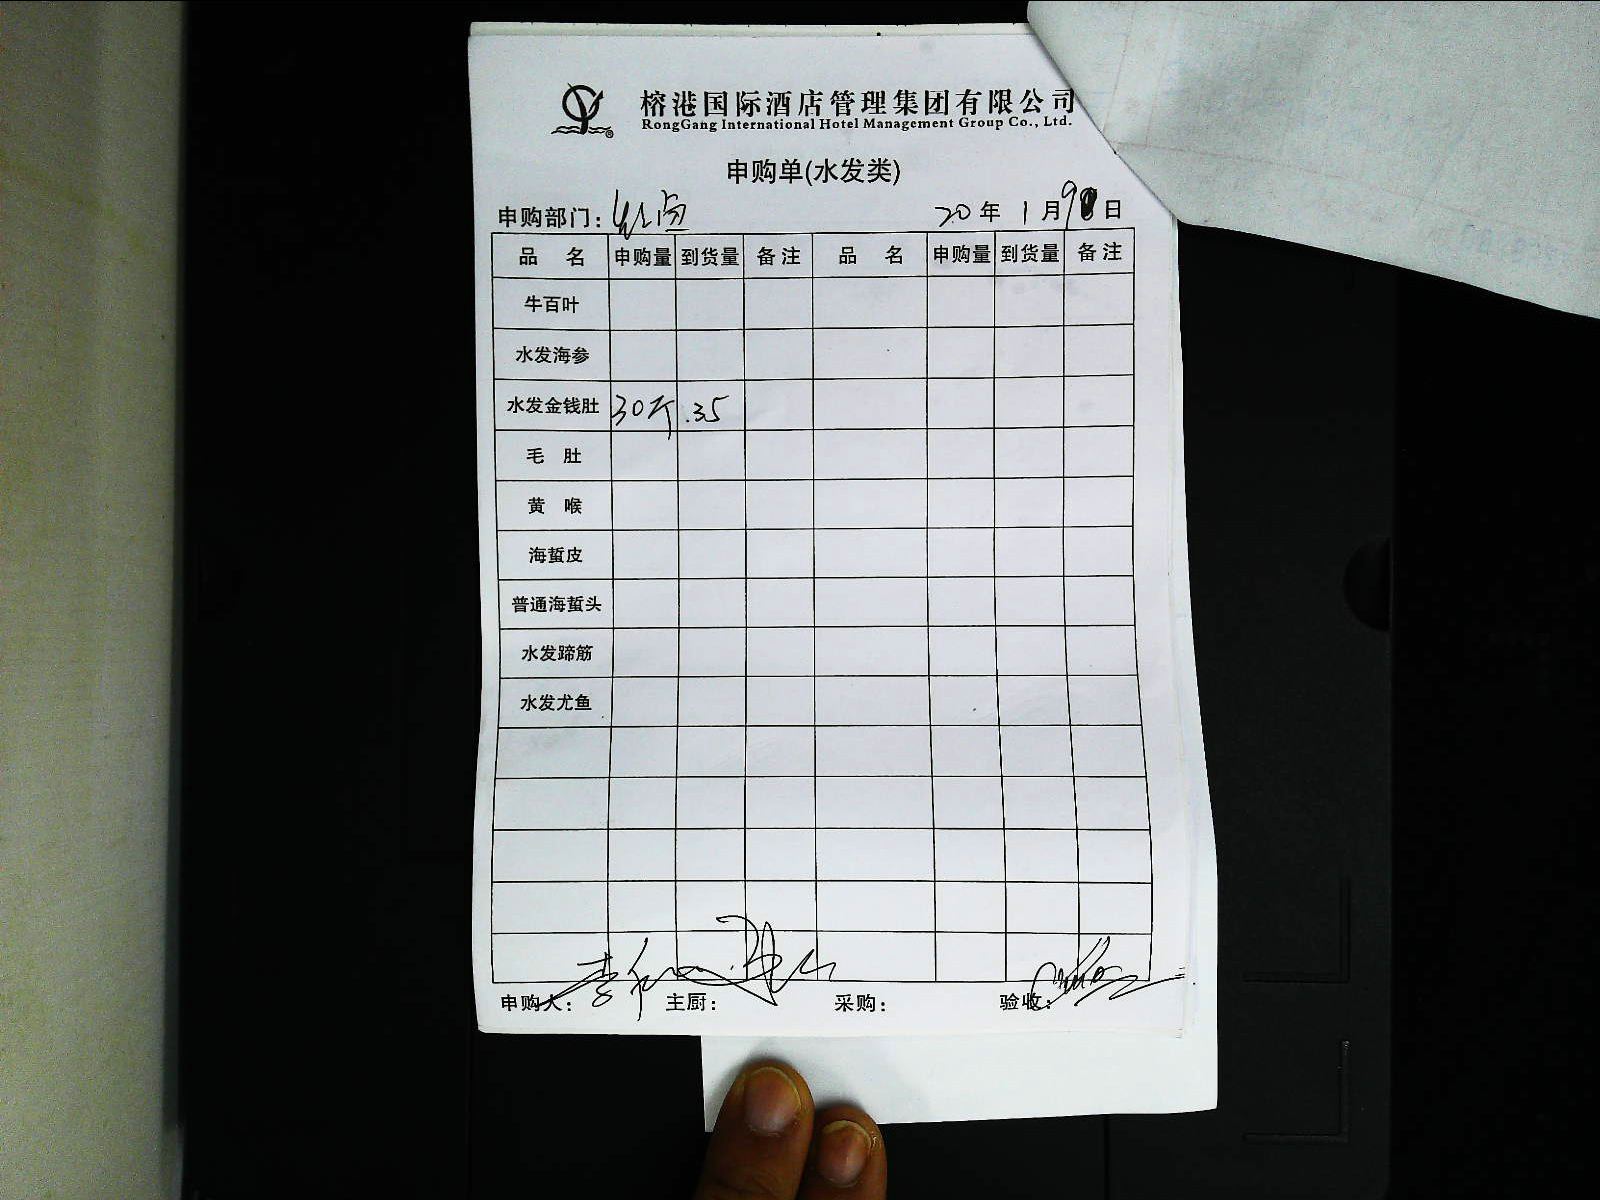 榕港国际酒店管理集团有限公司
RongGang International Hotel Management Group Co., Ltd.
申购单(水发类)
申购部门: 20年 1月9日
品 名 申购量 到货量 备注 品 名 申购量 到货量 备注
牛百叶
水发海参
水发金钱肚 30斤 .35
毛 肚
黄 喉
海蜇皮
普通海蜇头
水发蹄筋
水发尤鱼
申购人: 主厨: 采购: 验收: